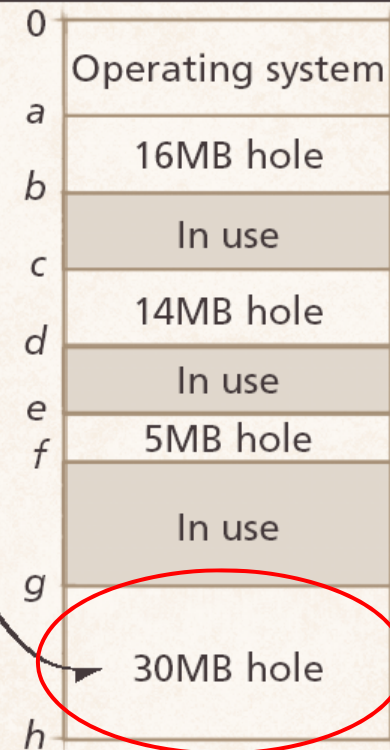 0
Operating system
a
16MB hole
b
In use
c
14MB hole
d
In use
e
5MB hole
f
In use
g
30MB hole
h